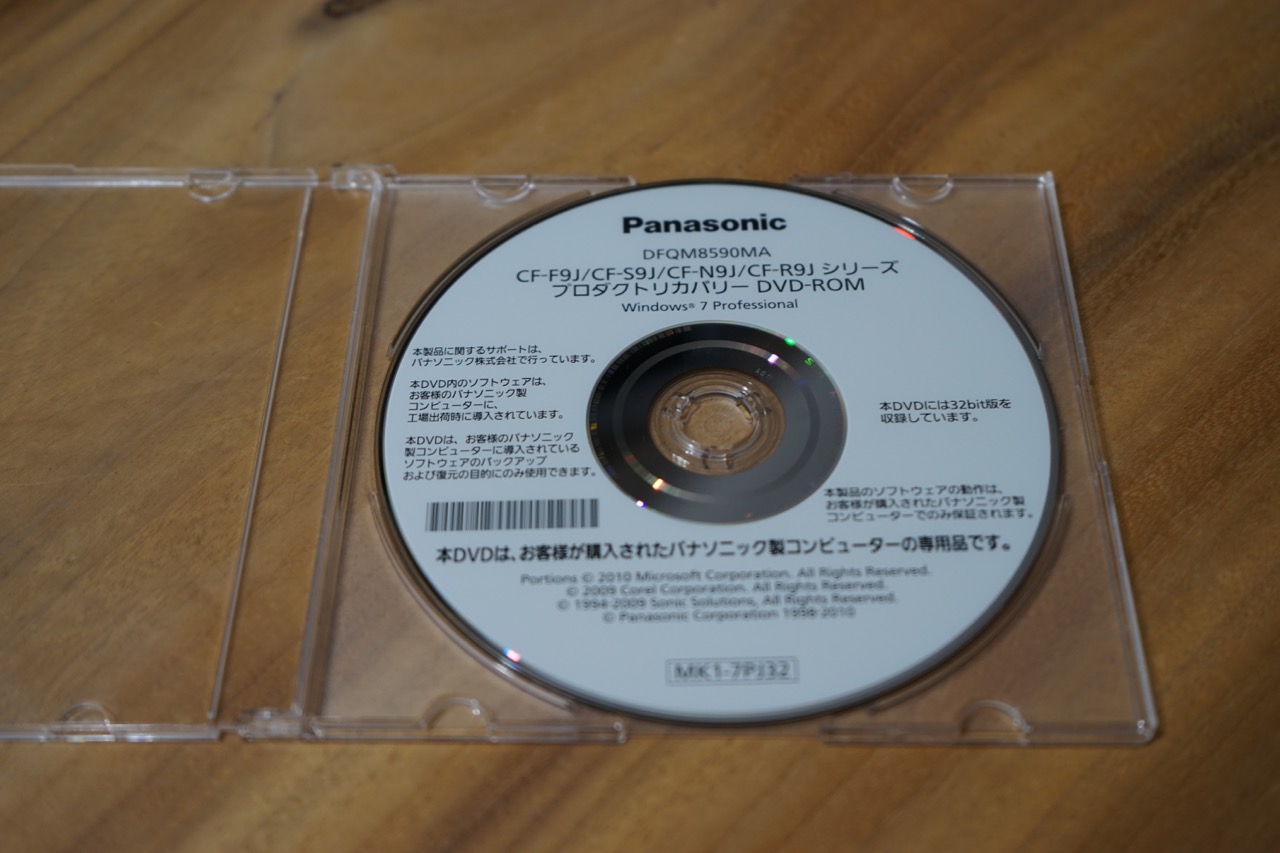 Panasonic
DFQM8590MA
CF-F9J/CF-S9J/CF-N9J/CF-R9J シリーズ
プロダクトリカバリー DVD-ROM
Windows® 7 Professional
本製品に関するサポートは、
パナソニック株式会社で行っています。
本DVD内のソフトウェアは、
お客様のパナソニック製
コンピューターに、
工場出荷時に導入されています。
本DVDは、お客様のパナソニック
製コンピューターに導入されている
ソフトウェアのバックアップ
および復元の目的にのみ使用できます。
本DVDには32bit版を
収録しています。
本製品のソフトウェアの動作は、
お客様が購入されたパナソニック製
コンピューターでのみ保証されます。
本DVDは、お客様が購入されたパナソニック製コンピューターの専用品です。
Portions © 2010 Microsoft Corporation. All Rights Reserved.
© 2009 Corel Corporation. All Rights Reserved.
© 1994-2009 Sonic Solutions, All Rights Reserved.
© Panasonic Corporation 1998-2010
MK1-7PJ32